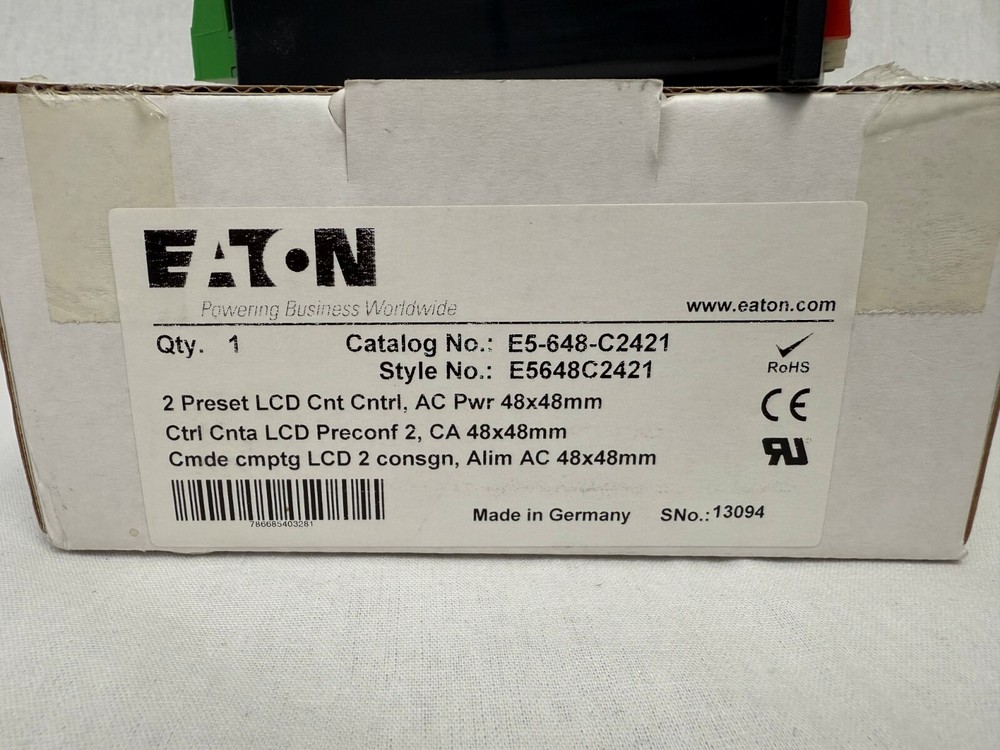 EATON
Powering Business Worldwide
www.eaton.com
Qty. 1 Catalog No.: E5-648-C2421
Style No.: E5648C2421
RoHS
2 Preset LCD Cnt Cntrl, AC Pwr 48x48mm
CE
Ctrl Cnta LCD Preconf 2, CA 48x48mm
Cmde cmptg LCD 2 consgn, Alim AC 48x48mm
RU
786685403281
Made in Germany SNo.: 13094